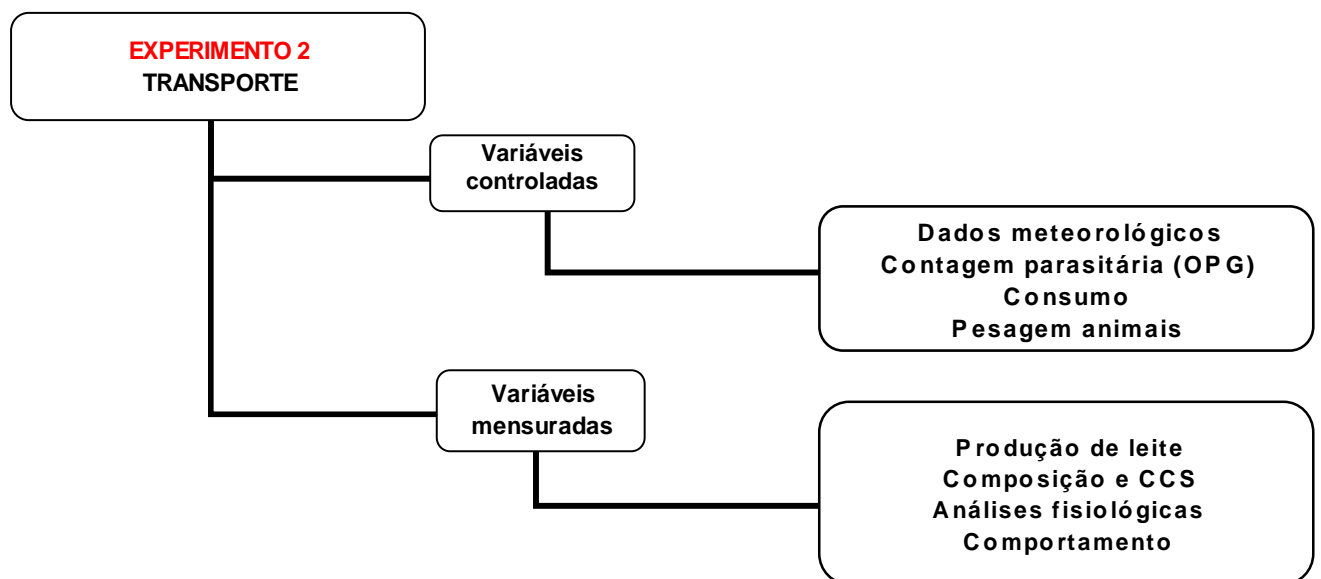 EXPERIMENTO 2
TRANSPORTE
Variáveis
controladas
Dados meteorológicos
Contagem parasitária (OPG)
Consumo
Pesagem animais
Variáveis
mensuradas
Produção de leite
Composição e CCS
Análises fisiológicas
Comportamento